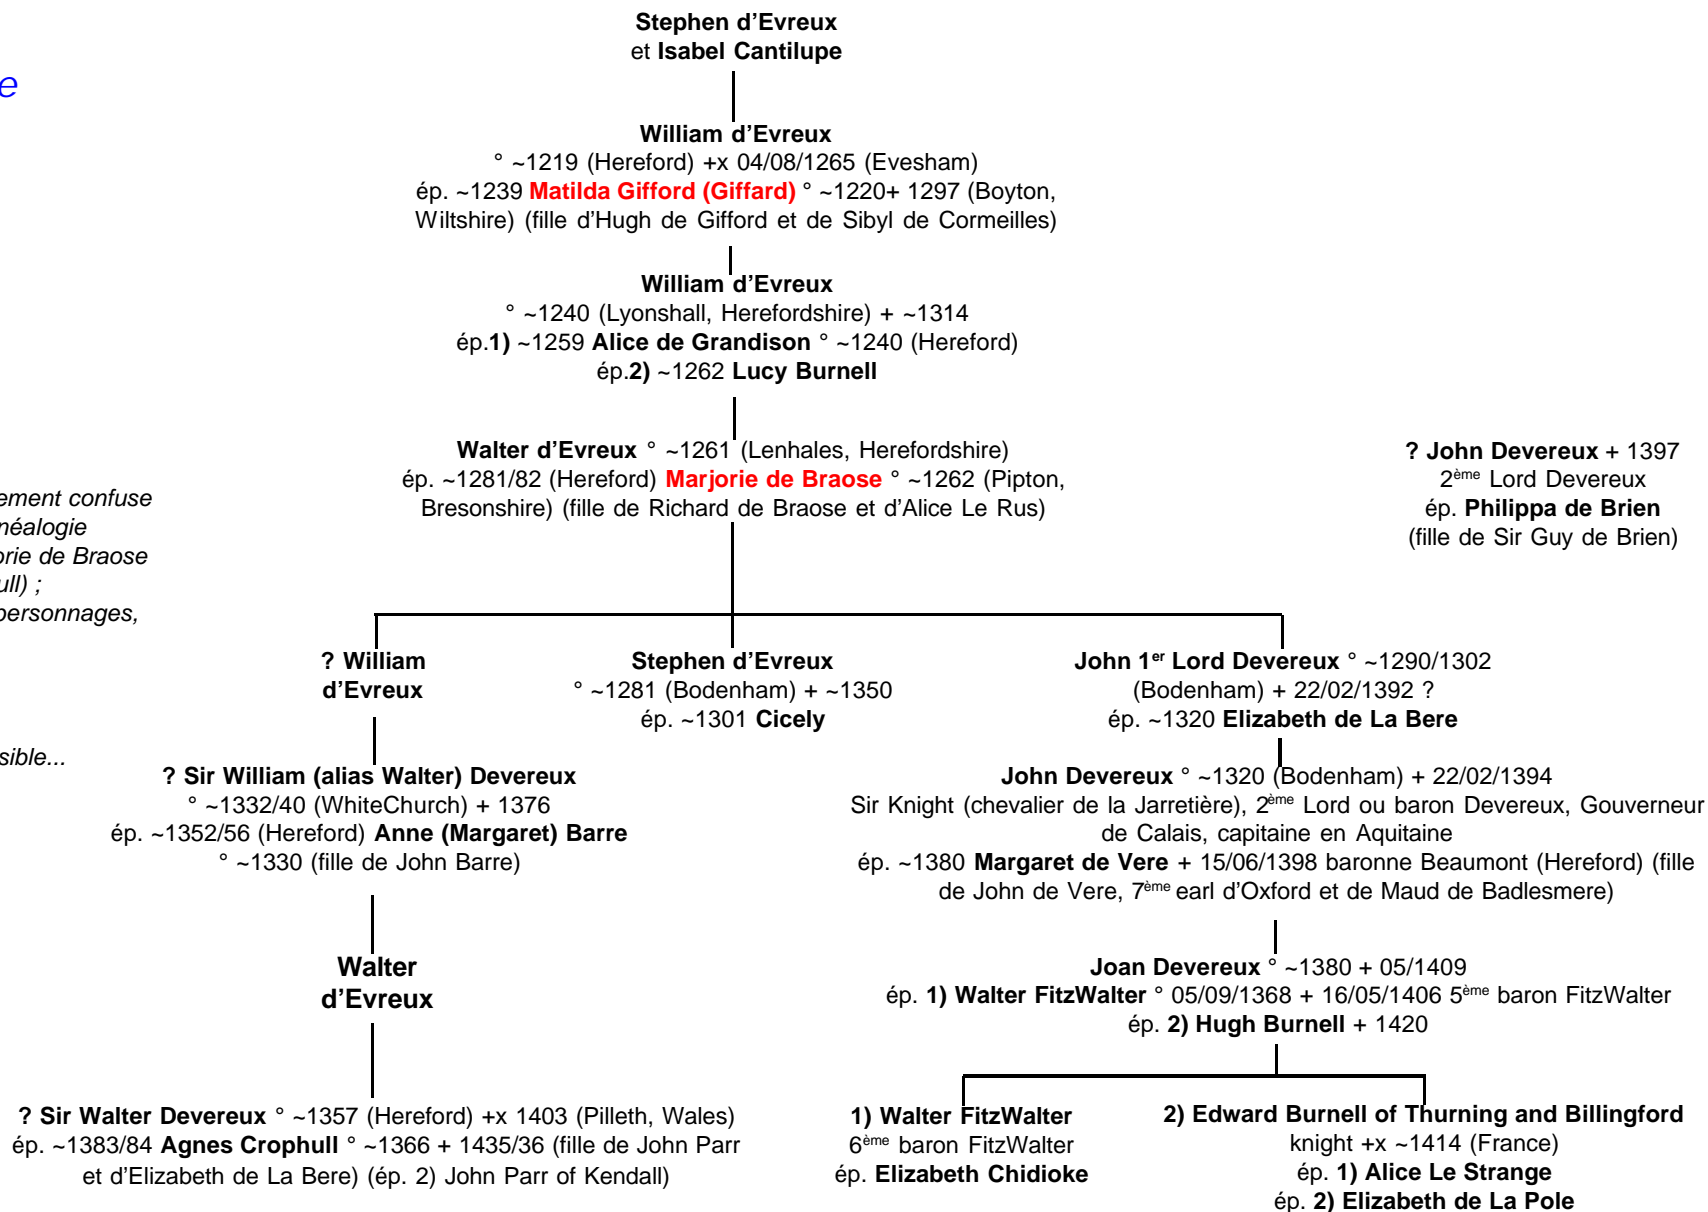 Stephen d'Evreux
et Isabel Cantilupe
e
William d'Evreux
° ~1219 (Hereford) +x 04/08/1265 (Evesham)
ép. ~1239 Matilda Gifford (Giffard) ° ~1220+ 1297 (Boyton,
Wiltshire) (fille d'Hugh de Gifford et de Sibyl de Cormeilles)
William d'Evreux
° ~1240 (Lyonshall, Herefordshire) + ~1314
ép.1) ~1259 Alice de Grandison ° ~1240 (Hereford)
ép.2) ~1262 Lucy Burnell
Walter d'Evreux ° ~1261 (Lenhales, Herefordshire)
ép. ~1281/82 (Hereford) Marjorie de Braose ° ~1262 (Pipton,
Bresonshire) (fille de Richard de Braose et d'Alice Le Rus)
? John Devereux + 1397
2ème Lord Devereux
ép. Philippa de Brien
(fille de Sir Guy de Brien)
ement confuse
néalogie
orie de Braose
ull) ;
personnages,
sible...
? William
d'Evreux
Stephen d'Evreux
° ~1281 (Bodenham) + ~1350
ép. ~1301 Cicely
John 1er Lord Devereux ° ~1290/1302
(Bodenham) + 22/02/1392 ?
ép. ~1320 Elizabeth de La Bere
? Sir William (alias Walter) Devereux
° ~1332/40 (WhiteChurch) + 1376
ép. ~1352/56 (Hereford) Anne (Margaret) Barre
° ~1330 (fille de John Barre)
John Devereux ° ~1320 (Bodenham) + 22/02/1394
Sir Knight (chevalier de la Jarretière), 2ème Lord ou baron Devereux, Gouverneur
de Calais, capitaine en Aquitaine
ép. ~1380 Margaret de Vere + 15/06/1398 baronne Beaumont (Hereford) (fille
de John de Vere, 7ème earl d'Oxford et de Maud de Badlesmere)
Walter
d'Evreux
Joan Devereux ° ~1380 + 05/1409
ép. 1) Walter FitzWalter ° 05/09/1368 + 16/05/1406 5ème baron FitzWalter
ép. 2) Hugh Burnell + 1420
? Sir Walter Devereux ° ~1357 (Hereford) +x 1403 (Pilleth, Wales)
ép. ~1383/84 Agnes Crophull ° ~1366 + 1435/36 (fille de John Parr
et d'Elizabeth de La Bere) (ép. 2) John Parr of Kendall)
1) Walter FitzWalter
6ème baron FitzWalter
ép. Elizabeth Chidioke
2) Edward Burnell of Thurning and Billingford
knight +x ~1414 (France)
ép. 1) Alice Le Strange
ép. 2) Elizabeth de La Pole